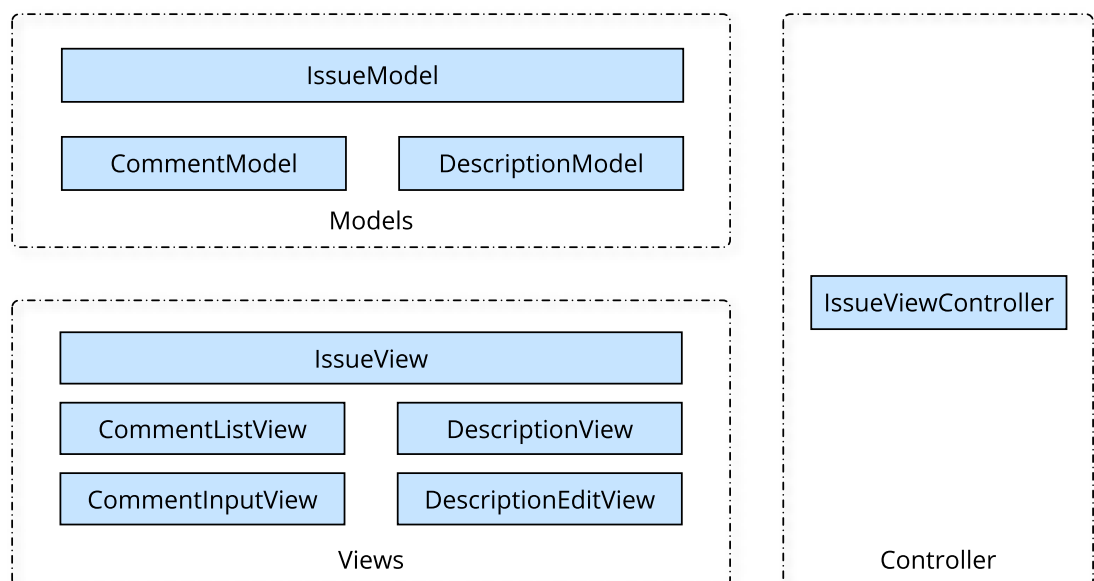 IssueModel
CommentModel
DescriptionModel
Models
IssueView
CommentListView
DescriptionView
CommentInputView
DescriptionEditView
Views
IssueViewController
Controller